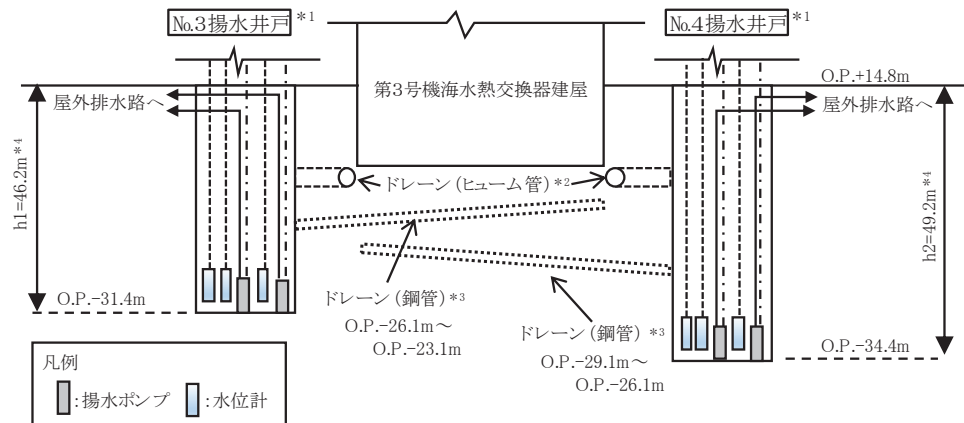 No.3揚水井戸*1
No.4揚水井戸*1
O.P.+14.8m
第3号機海水熱交換器建屋
屋外排水路へ
屋外排水路へ
h1=46.2m*4
h2=49.2m*4
ドレーン(ヒューム管)*2
ドレーン(鋼管)*3
O.P.-26.1m~
O.P.-23.1m
ドレーン(鋼管)*3
O.P.-29.1m~
O.P.-26.1m
O.P.-31.4m
O.P.-34.4m
凡例
:揚水ポンプ :水位計